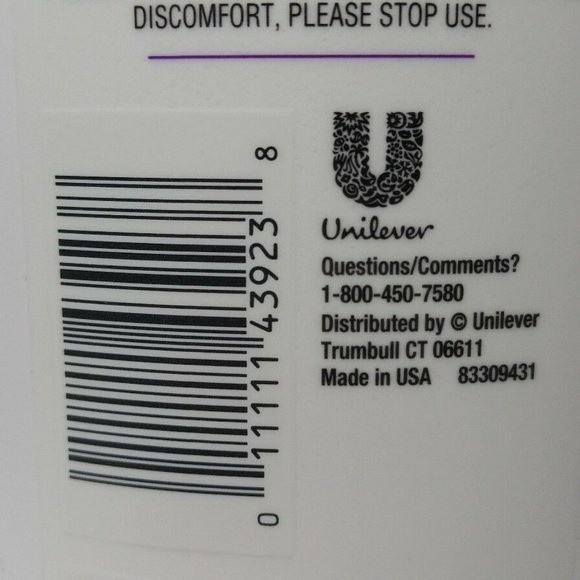 DISCOMFORT, PLEASE STOP USE.
0 11111 43923 8
Unilever
Questions/Comments?
1-800-450-7580
Distributed by © Unilever
Trumbull CT 06611
Made in USA 83309431